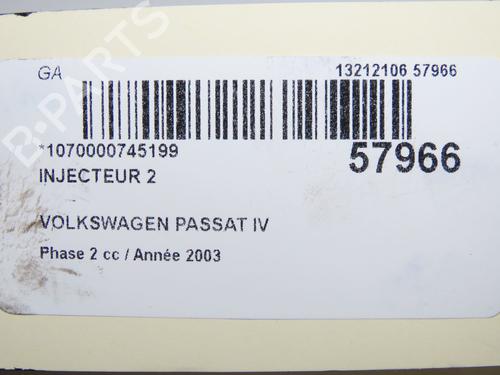 GA 13212106 57966
*1070000745199 57966
INJECTEUR 2
VOLKSWAGEN PASSAT IV
Phase 2 cc / Année 2003
B-PARTS